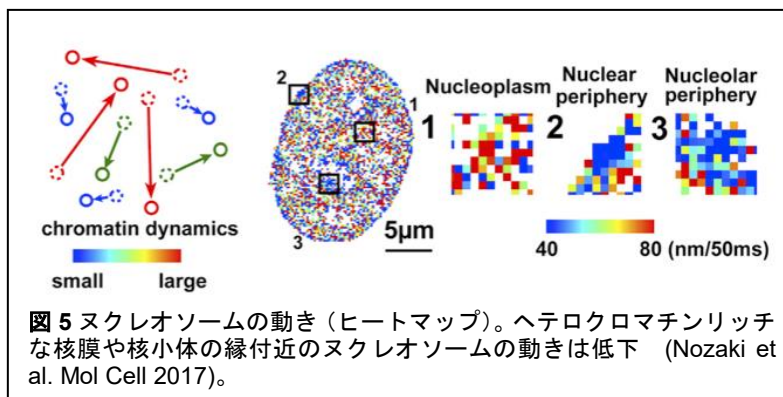 chromatin dynamics
small large
2
1
3
5μm
Nucleoplasm
1
Nuclear
periphery
2
Nucleolar
periphery
3
40 80 (nm/50ms)
図 5 ヌクレオソームの動き（ヒートマップ）。ヘテロクロマチンリッチ
な核膜や核小体の縁付近のヌクレオソームの動きは低下 (Nozaki et
al. Mol Cell 2017)。